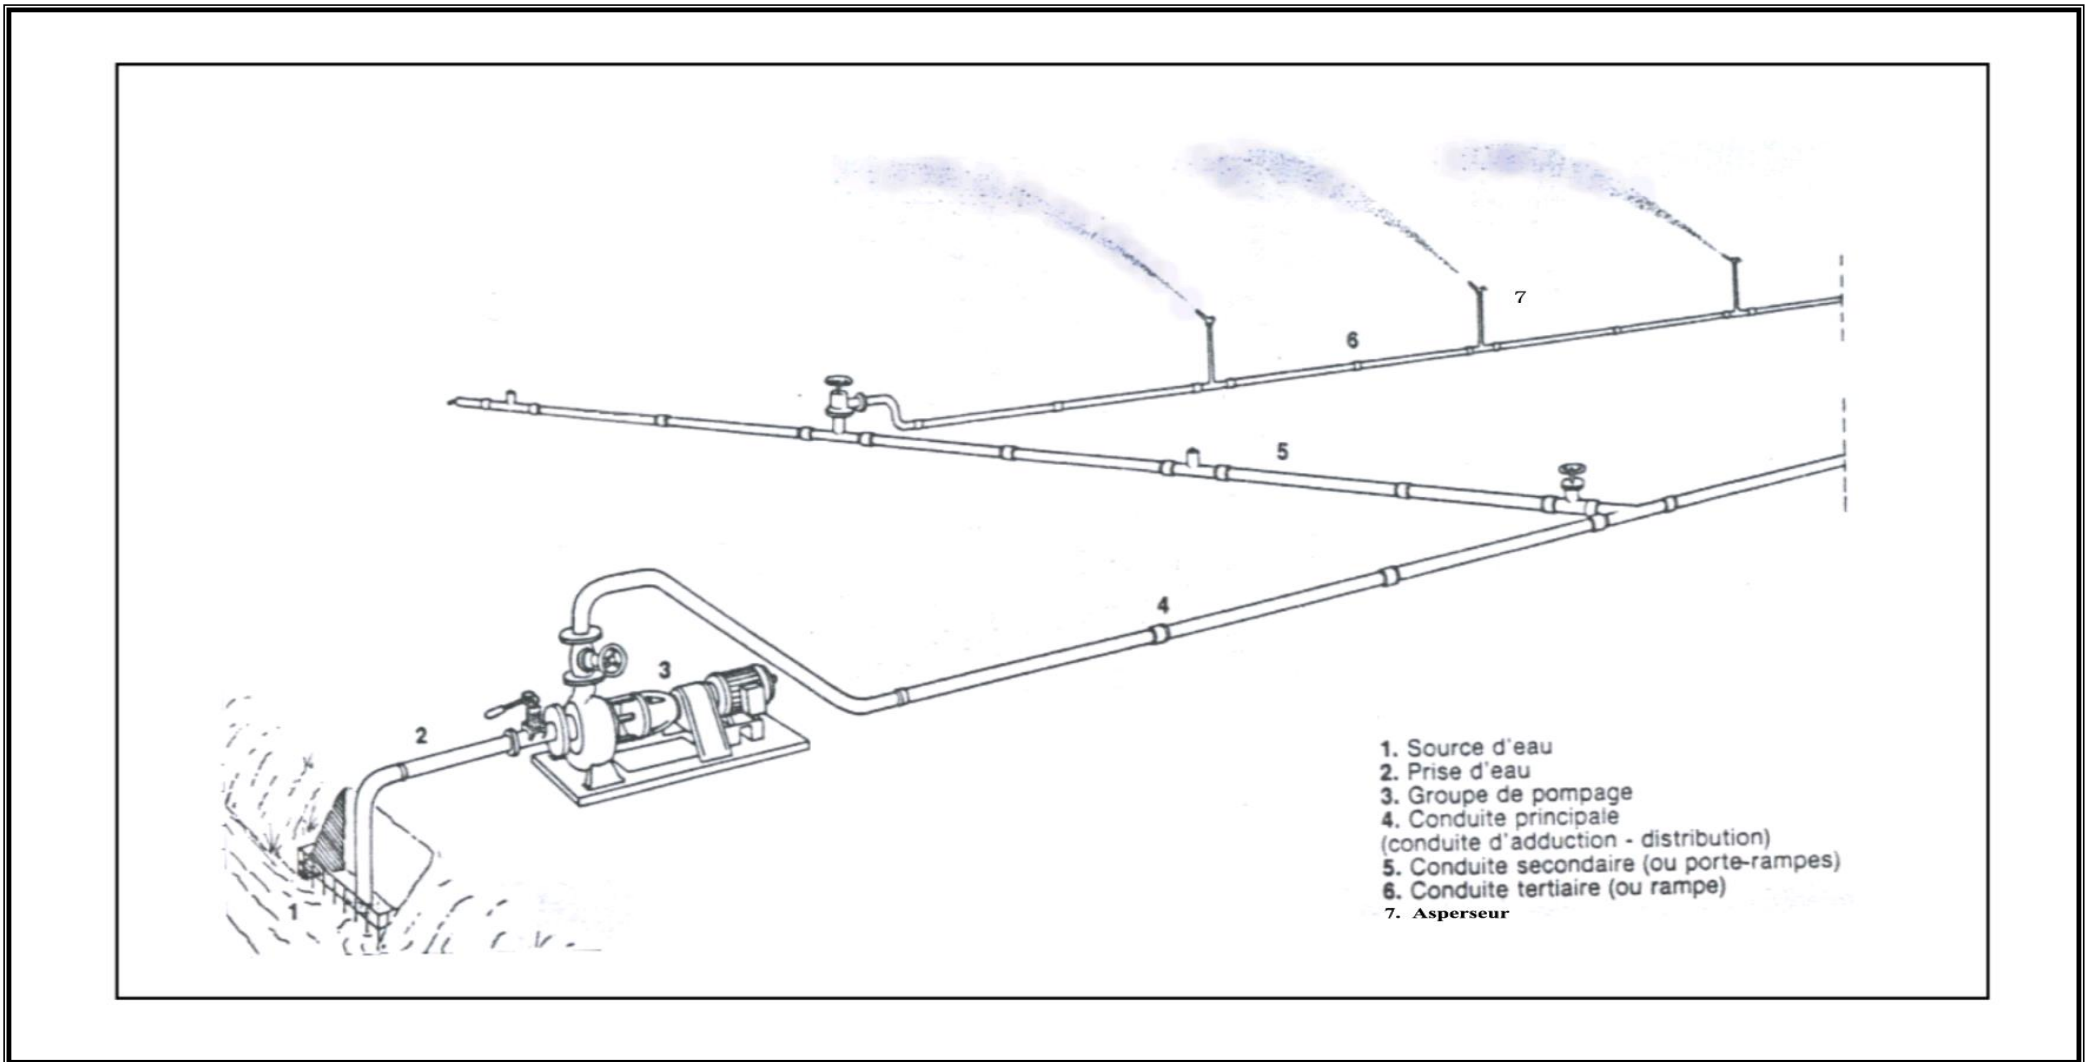 7
6
5
4
3
2
1
1. Source d'eau
2. Prise d'eau
3. Groupe de pompage
4. Conduite principale
(conduite d'adduction - distribution)
5. Conduite secondaire (ou porte-rampes)
6. Conduite tertiaire (ou rampe)
7. Asperseur